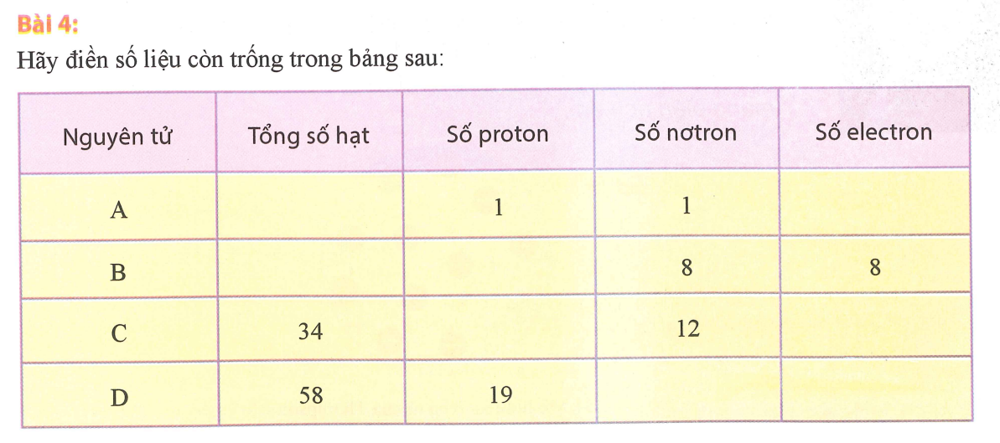 Bài 4:
Hãy điền số liệu còn trống trong bảng sau:
Nguyên tử Tổng số hạt Số proton Số nơtron Số electron
A 1 1
B 8 8
C 34 12
D 58 19